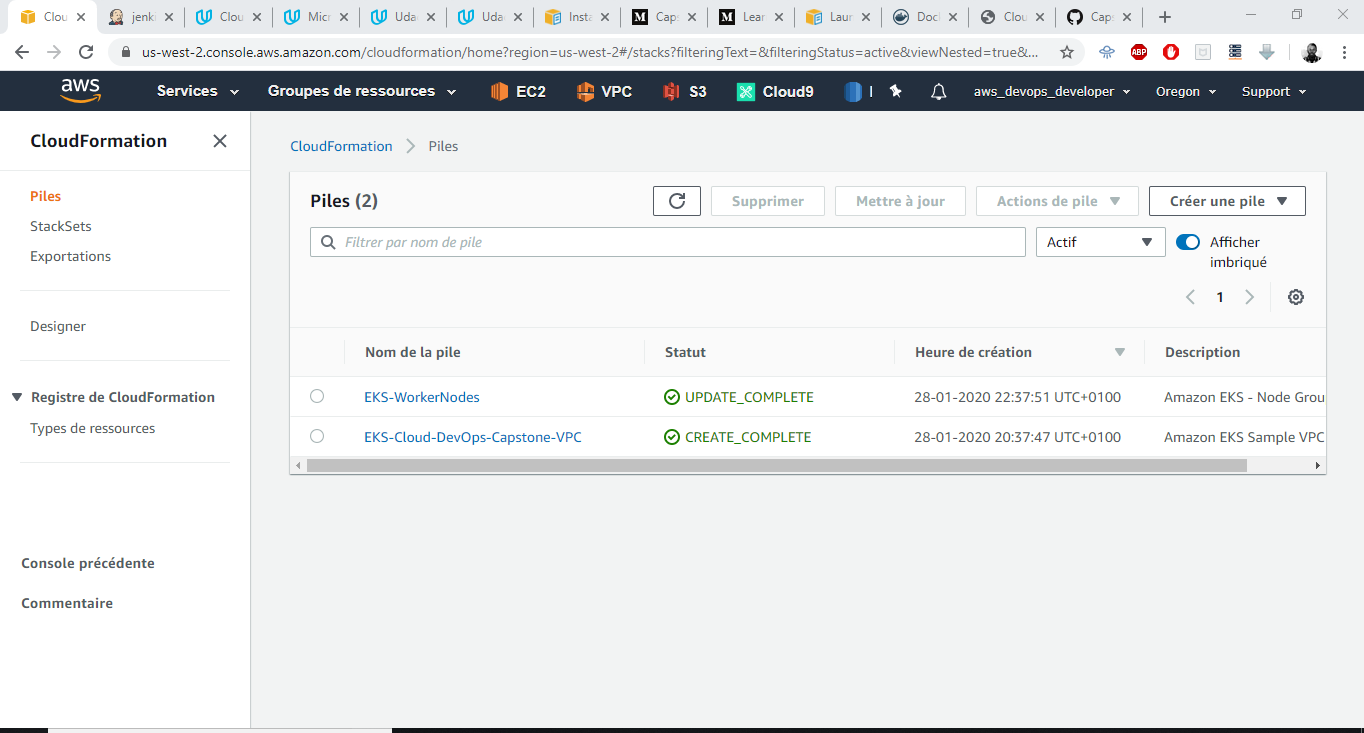 Clou
jenki
Clou
Micr
Uda
Uda
Insta
M Cap
M Lear
Laun
Doc
Clou
Cap
us-west-2.console.aws.amazon.com/cloudformation/home?region=us-west-2#/stacks?filteringText=&filteringStatus=active&viewNested=true&...
ABP
aws Services Groupes de ressources EC2 VPC S3 Cloud9 aws_devops_developer Oregon Support
CloudFormation
Piles
StackSets
Exportations
Designer
Registre de CloudFormation
Types de ressources
Console précédente
Commentaire
CloudFormation > Piles
Piles (2) Supprimer Mettre à jour Actions de pile Créer une pile
Filtrer par nom de pile Actif Afficher
imbriqué
1
Nom de la pile Statut Heure de création Description
EKS-WorkerNodes UPDATE_COMPLETE 28-01-2020 22:37:51 UTC+0100 Amazon EKS - Node Grou
EKS-Cloud-DevOps-Capstone-VPC CREATE_COMPLETE 28-01-2020 20:37:47 UTC+0100 Amazon EKS Sample VPC